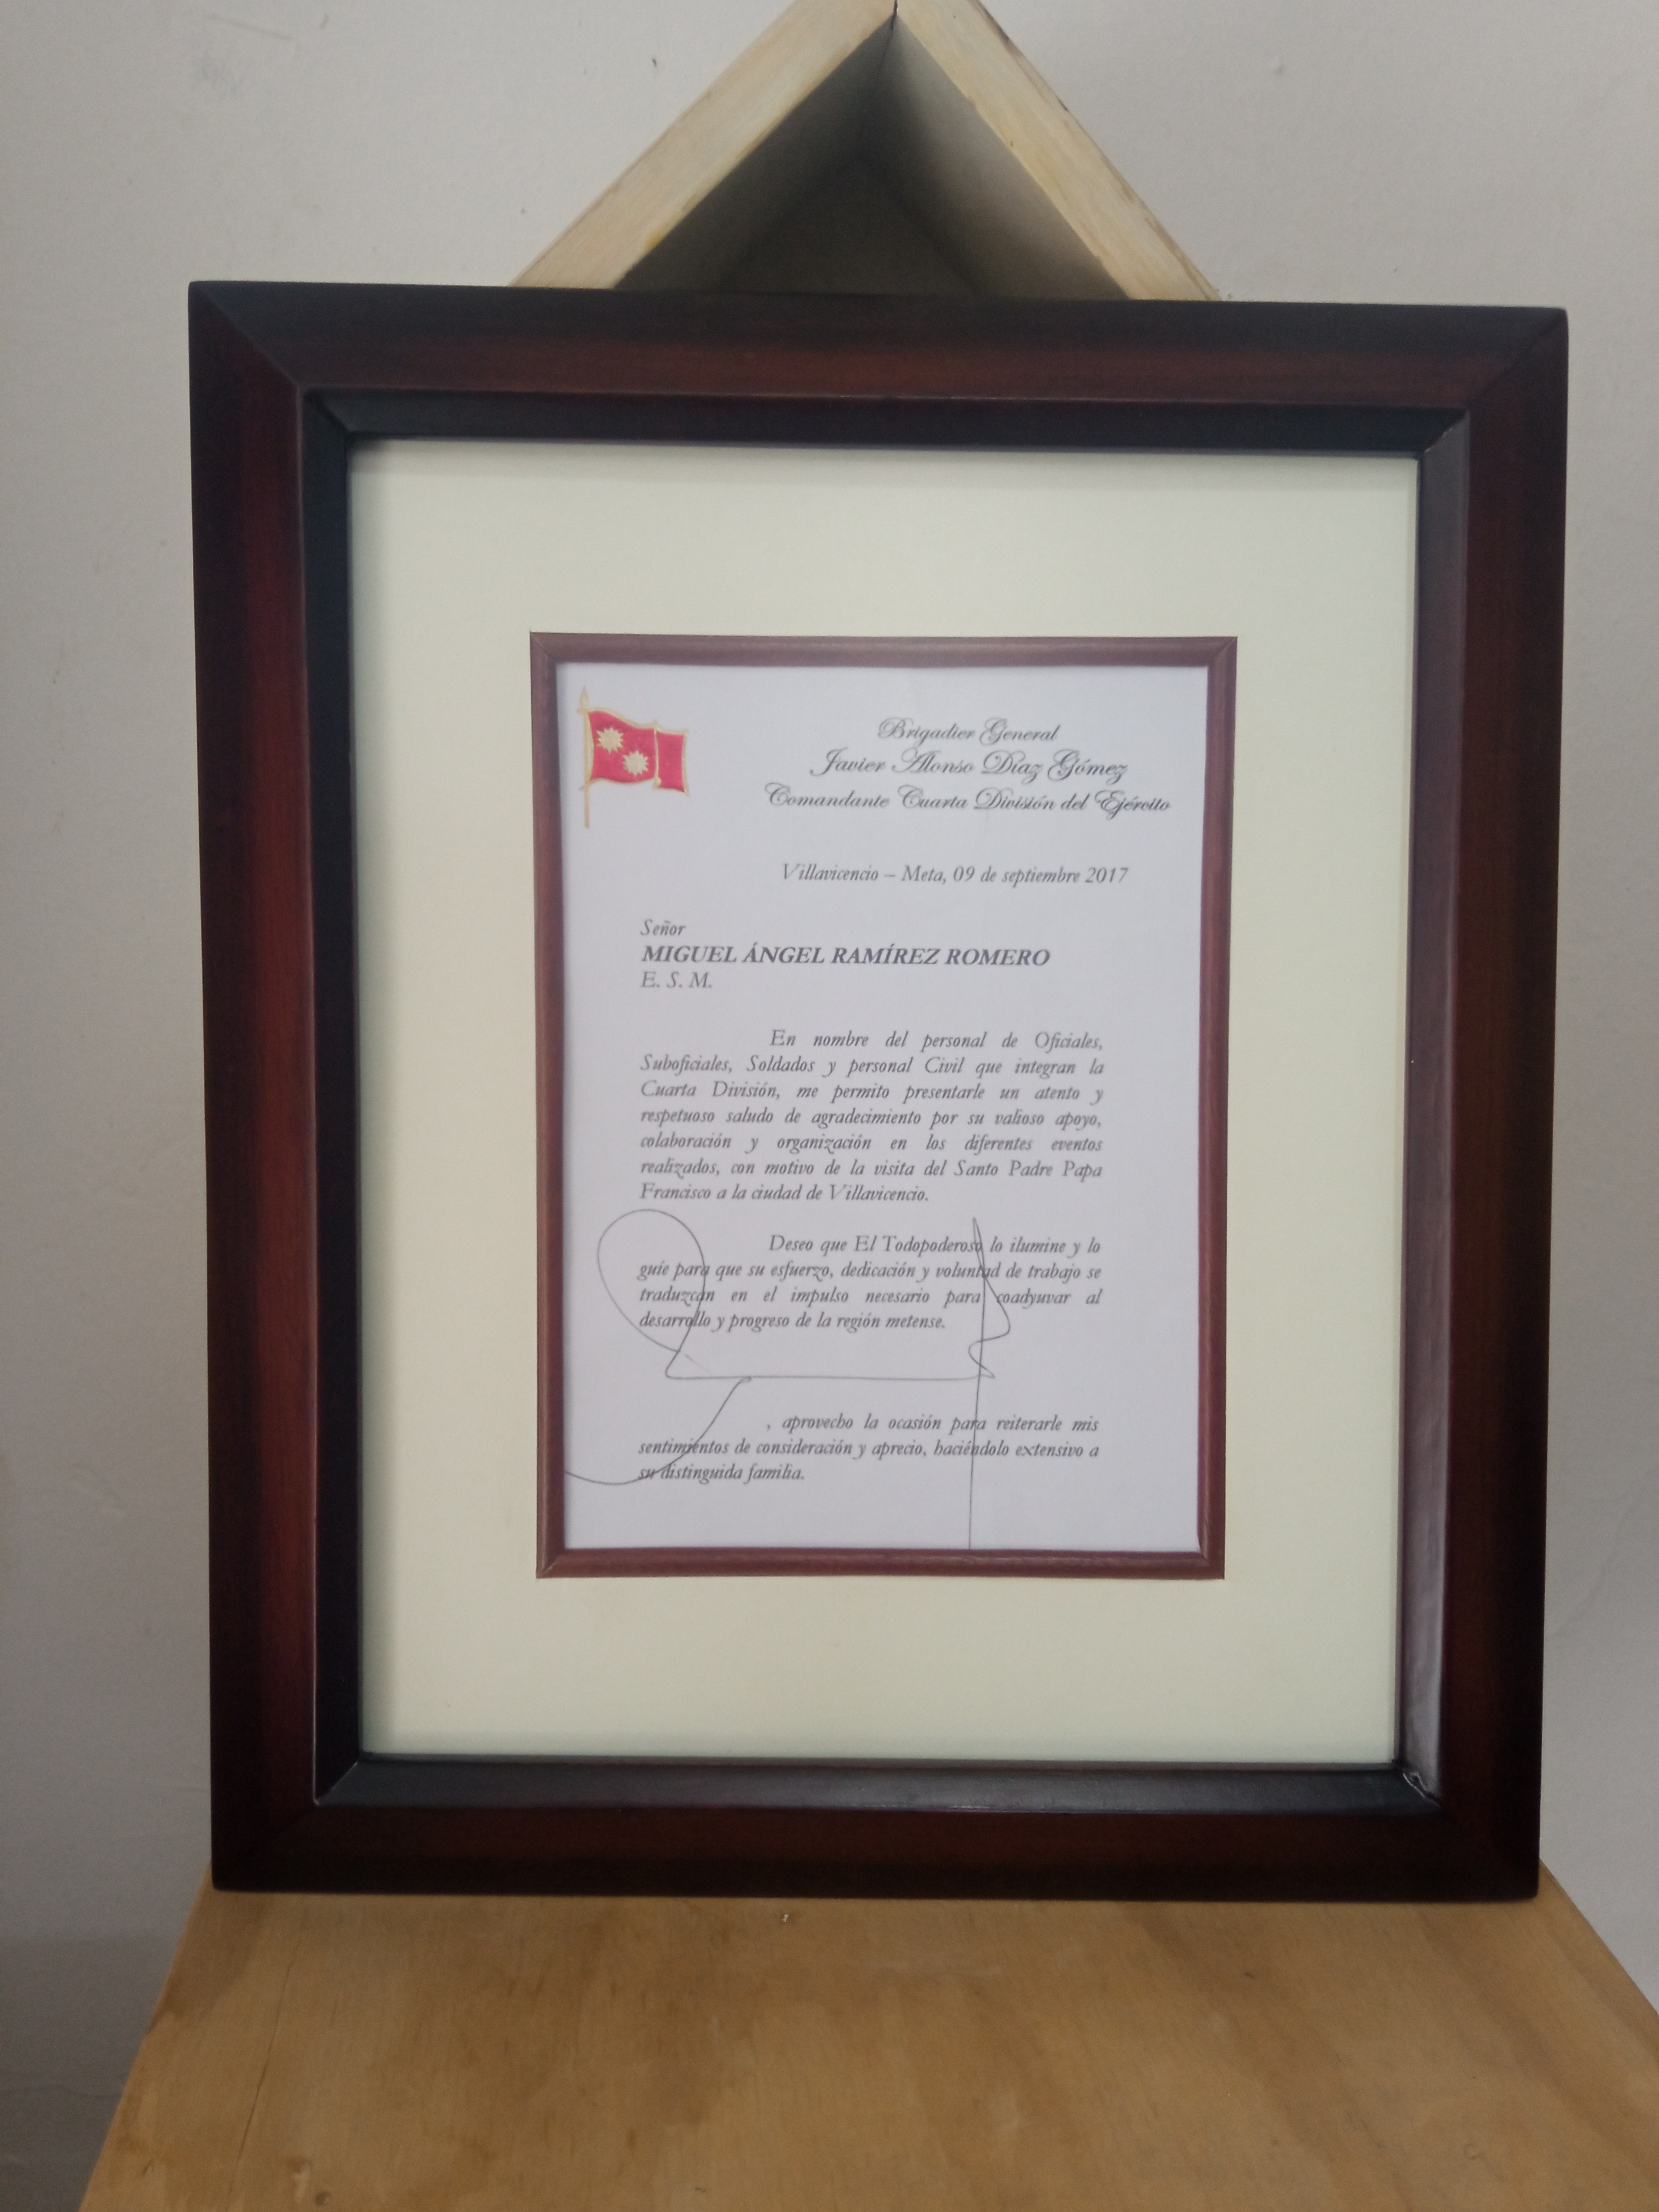 Brigadier General
Javier Alonso Díaz Gómez
Comandante Cuarta División del Ejército
Villavicencio – Meta, 09 de septiembre 2017
Señor
MIGUEL ÁNGEL RAMÍREZ ROMERO
E. S. M.
En nombre del personal de Oficiales,
Suboficiales, Soldados y personal Civil que integran la
Cuarta División, me permito presentarle un atento y
respetuoso saludo de agradecimiento por su valioso apoyo,
colaboración y organización en los diferentes eventos
realizados, con motivo de la visita del Santo Padre Papa
Francisco a la ciudad de Villavicencio.
Deseo que El Todopoderoso lo ilumine y lo
guíe para que su esfuerzo, dedicación y voluntad de trabajo se
traduzcan en el impulso necesario para coadyuvar al
desarrollo y progreso de la región metense.
, aprovecho la ocasión para reiterarle mis
sentimientos de consideración y aprecio, haciéndolo extensivo a
su distinguida familia.